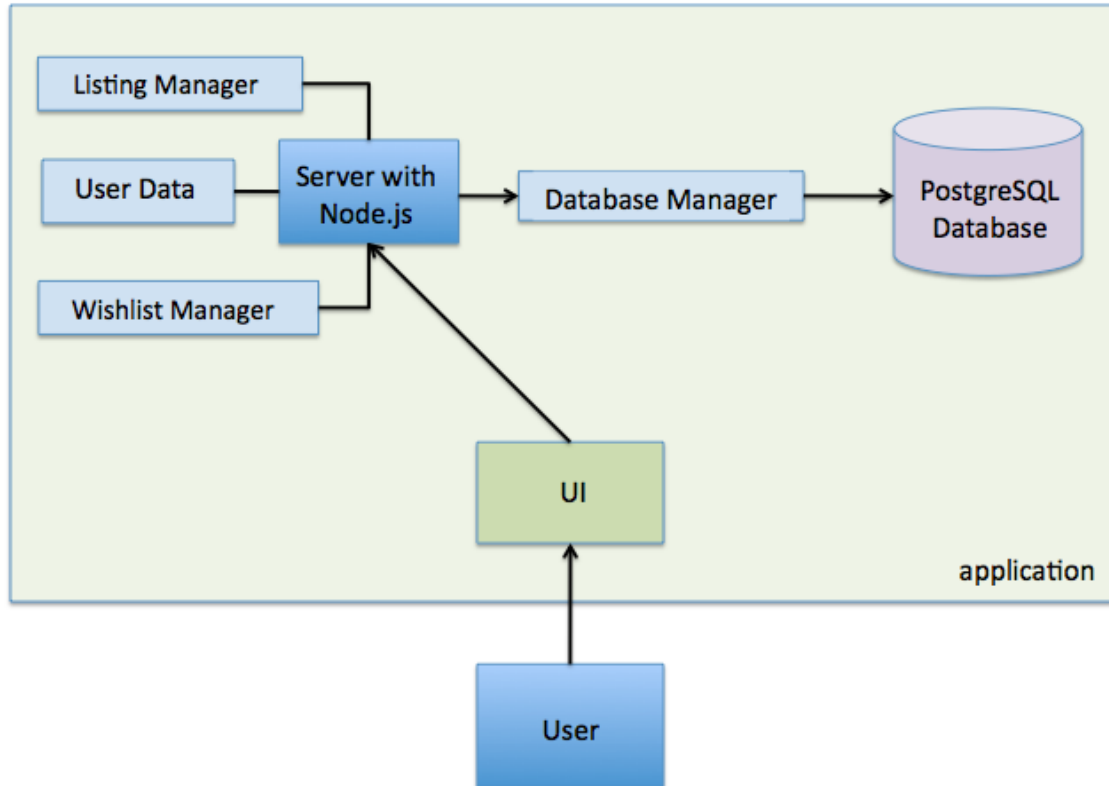 Listing Manager
User Data
Server with
Node.js
Database Manager
PostgreSQL
Database
Wishlist Manager
UI
application
User